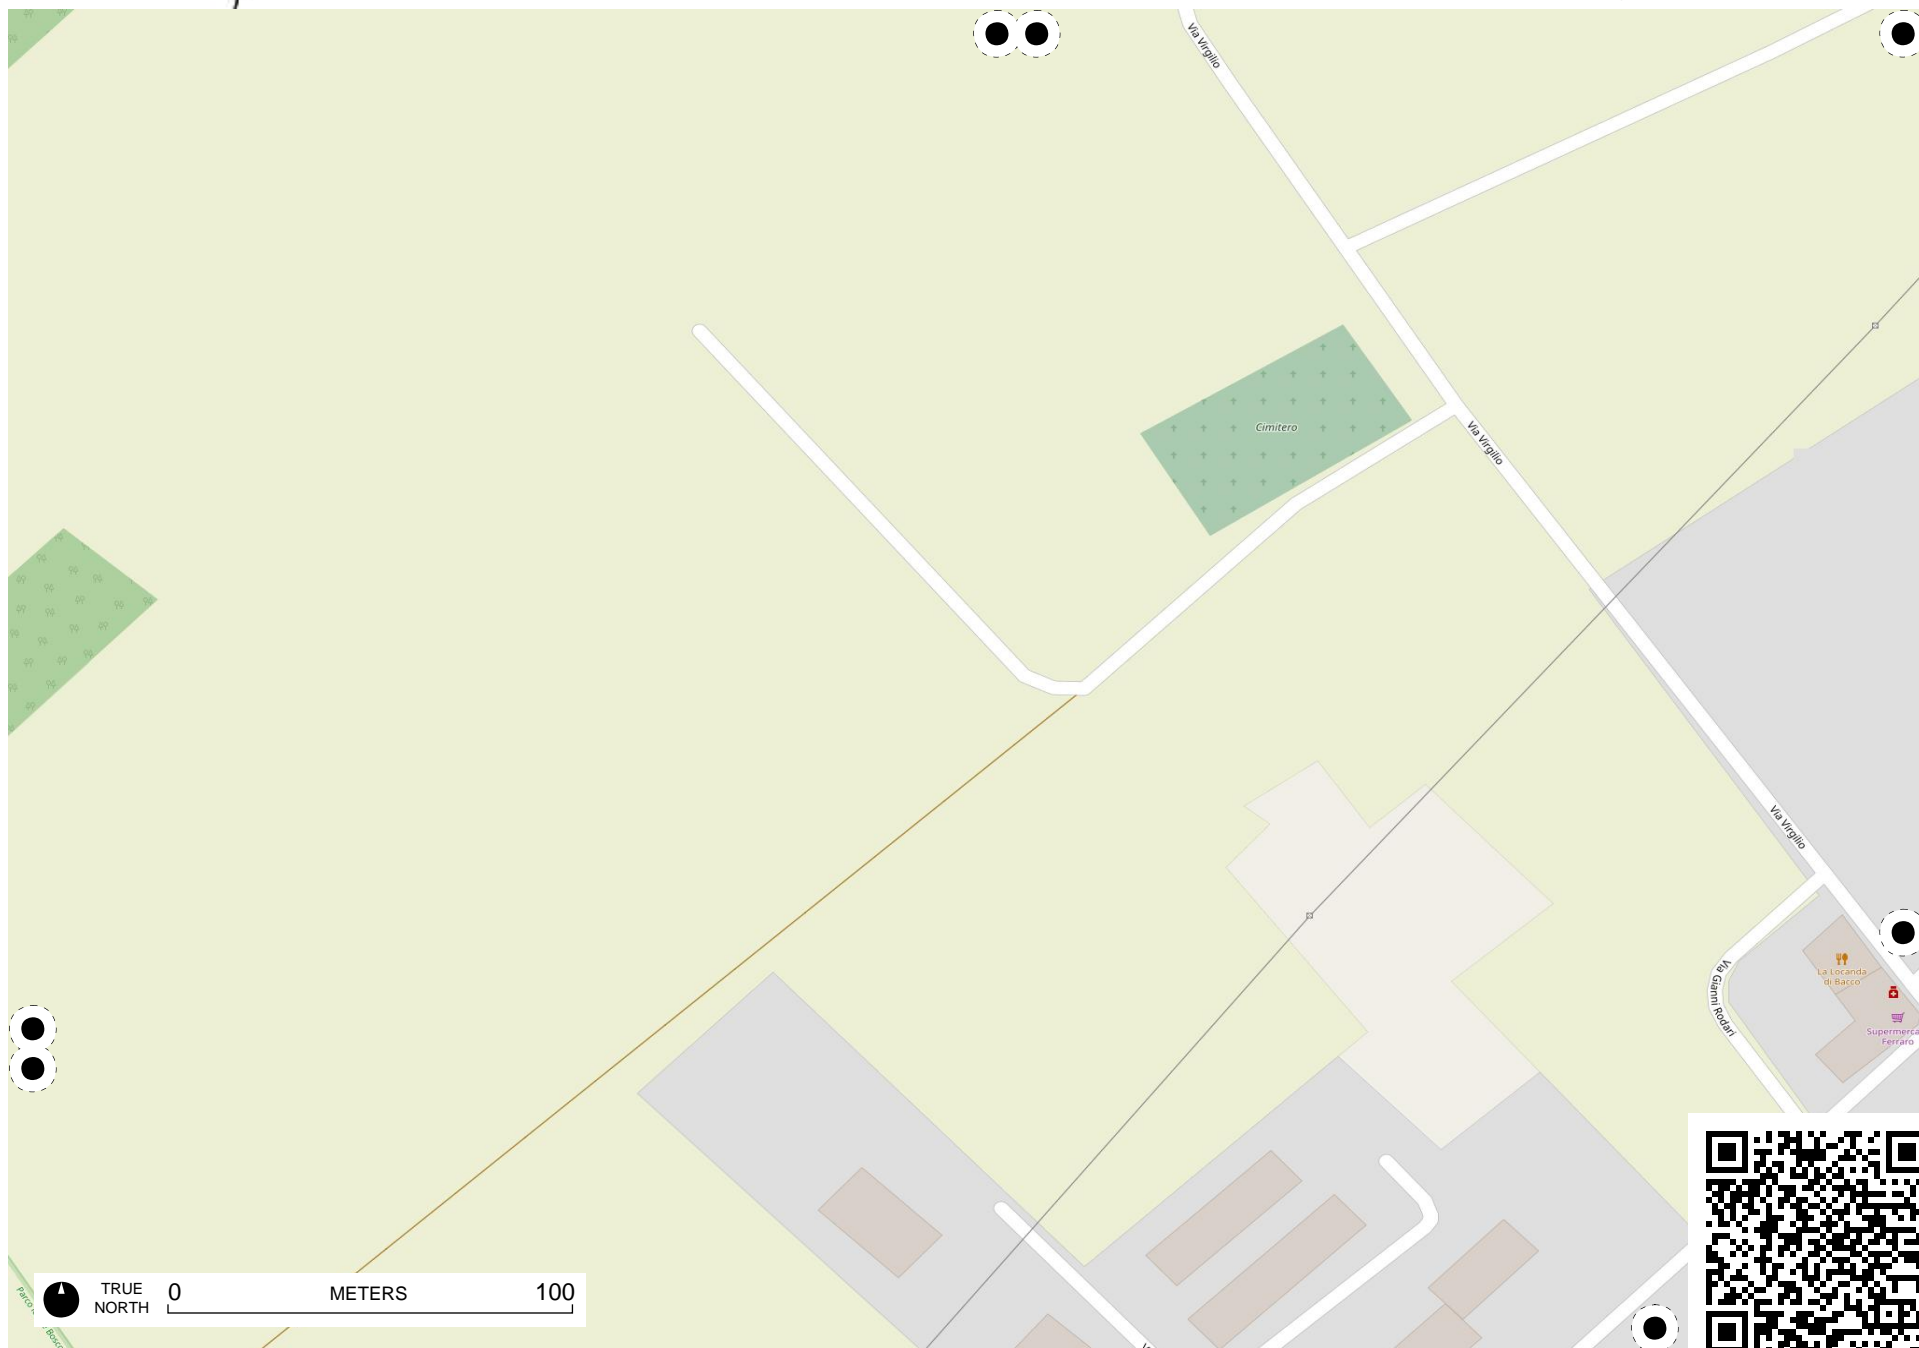 Via Virgilio
Cimitero
Via Virgilio
Via Virgilio
La Locanda
di Bacco
Via Gianni Rodari
Ferraro
TRUE
NORTH
0
METERS
100